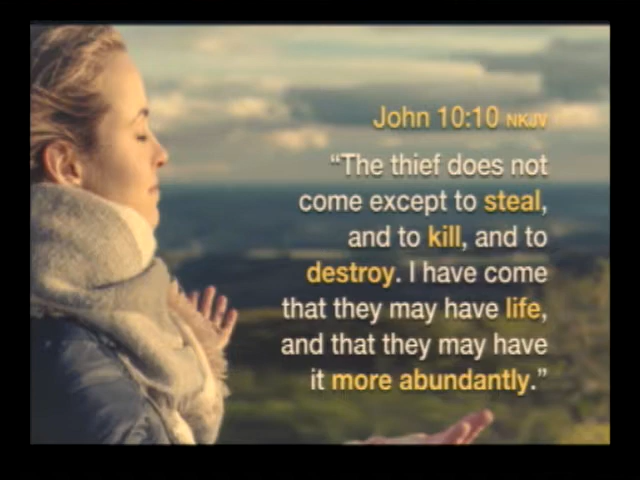 John 10:10 NKJV
“The thief does not
come except to steal,
and to kill, and to
destroy. I have come
that they may have life,
and that they may have
it more abundantly.”